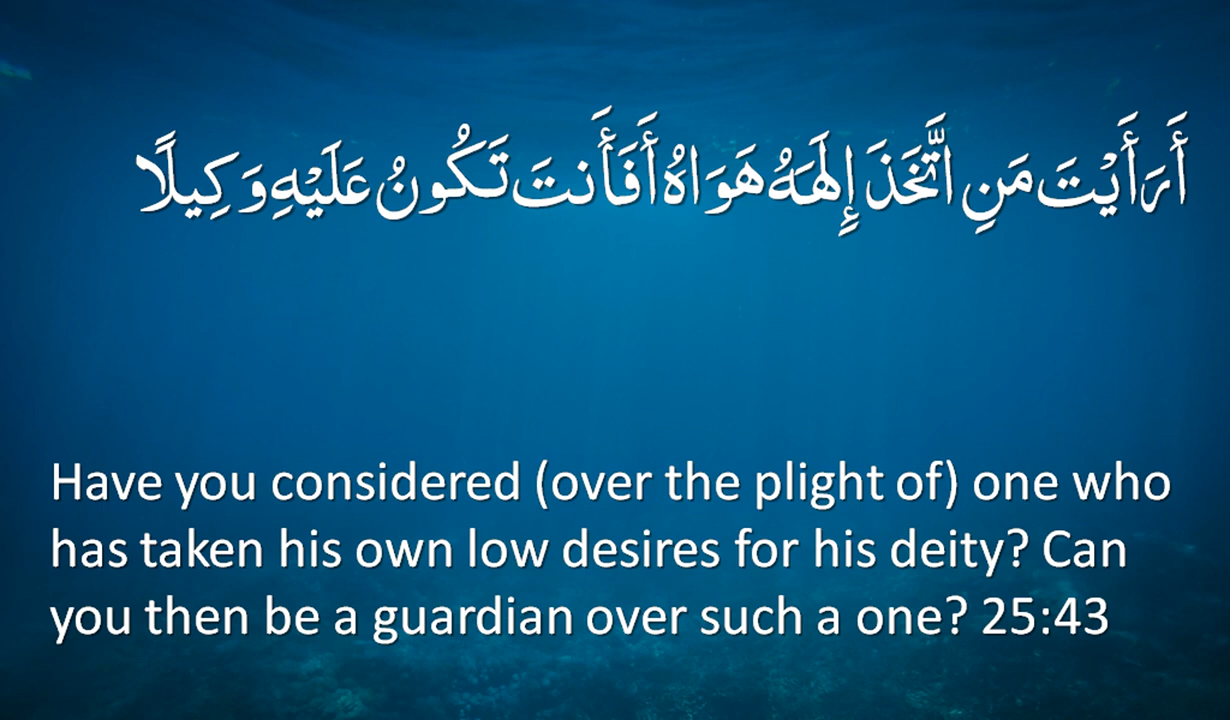 أَرَأَيْتَ مَنِ اتَّخَذَ إِلَٰهَهُ هَوَاهُ أَفَأَنتَ تَكُونُ عَلَيْهِ وَكِيلًا
Have you considered (over the plight of) one who
has taken his own low desires for his deity? Can
you then be a guardian over such a one? 25:43